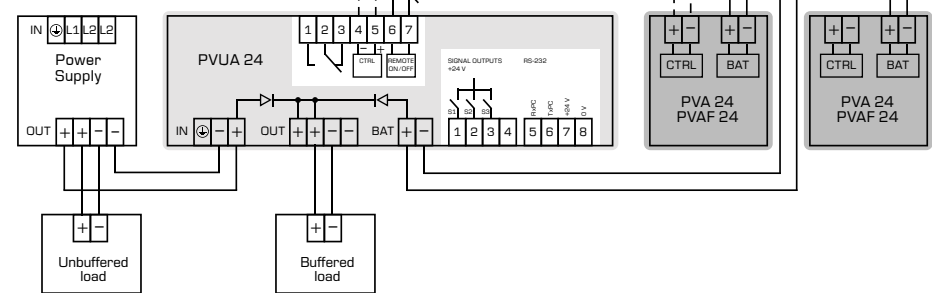 IN L1 L2 L2
Power
Supply
OUT + + − −
PVUA 24
1 2 3 4 5 6 7
− +
CTRL
REMOTE
ON/OFF
SIGNAL OUTPUTS
+24 V
RS-232
S1 S2 S3
RxPC
TxPC
+24 V
0 V
IN − +
OUT + + − −
BAT + −
1 2 3 4
5 6 7 8
+ −
CTRL
+ −
BAT
PVA 24
PVAF 24
+ −
CTRL
+ −
BAT
PVA 24
PVAF 24
+ −
Unbuffered
load
+ −
Buffered
load